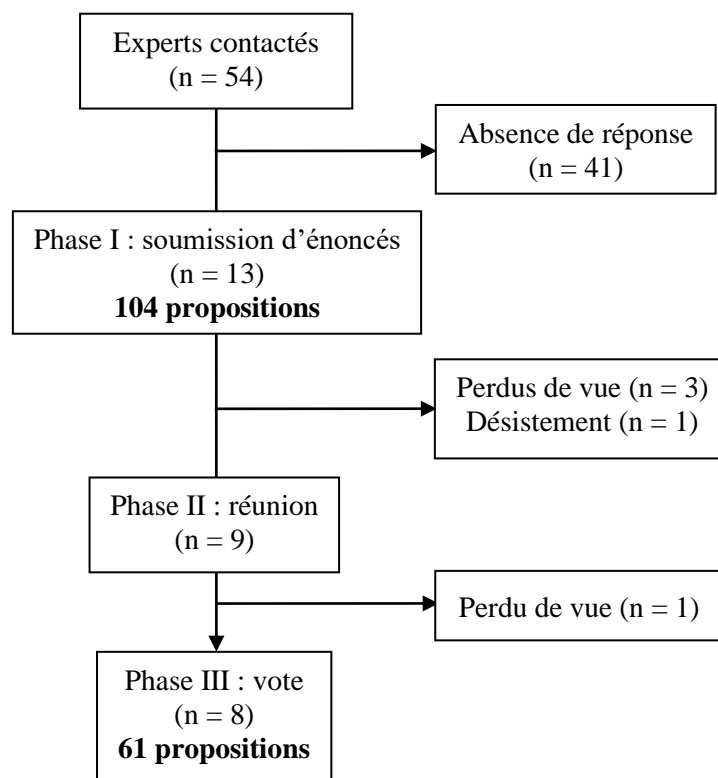 Experts contactés
(n = 54)
Absence de réponse
(n = 41)
Phase I : soumission d’énoncés
(n = 13)
104 propositions
Perdus de vue (n = 3)
Désistement (n = 1)
Phase II : réunion
(n = 9)
Perdu de vue (n = 1)
Phase III : vote
(n = 8)
61 propositions